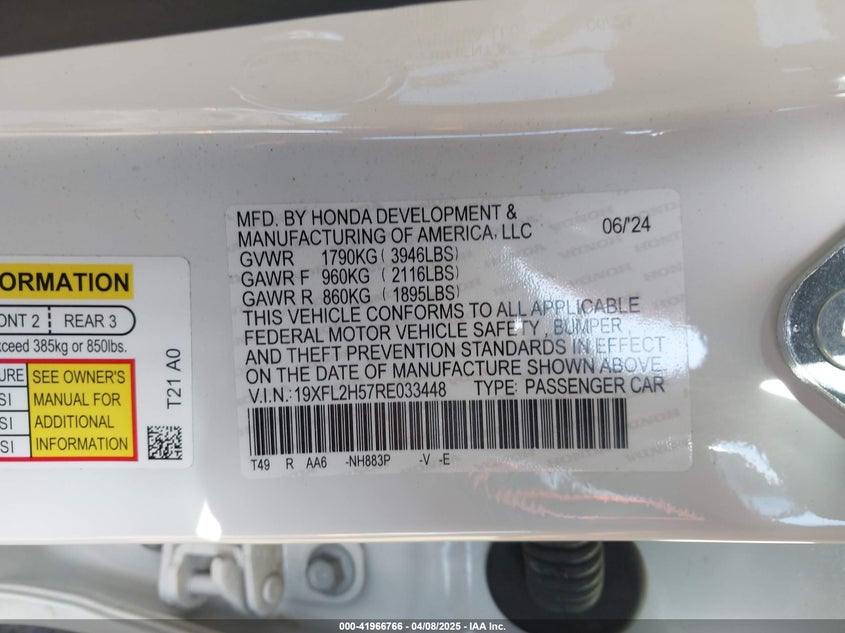 MFD. BY HONDA DEVELOPMENT &
MANUFACTURING OF AMERICA, LLC 06/'24
GVWR 1790KG ( 3946LBS)
GAWR F 960KG ( 2116LBS)
GAWR R 860KG ( 1895LBS)
THIS VEHICLE CONFORMS TO ALL APPLICABLE
FEDERAL MOTOR VEHICLE SAFETY , BUMPER
AND THEFT PREVENTION STANDARDS IN EFFECT
ON THE DATE OF MANUFACTURE SHOWN ABOVE.
V.I.N.: 19XFL2H57RE033448 TYPE: PASSENGER CAR
T49 R AA6 -NH883P -V -E
ORMATION
ONT 2 REAR 3
xceed 385kg or 850lbs.
URE SEE OWNER'S
SI MANUAL FOR
SI ADDITIONAL
SI INFORMATION
T21 A0
000-41966766 - 04/08/2025 - IAA Inc.